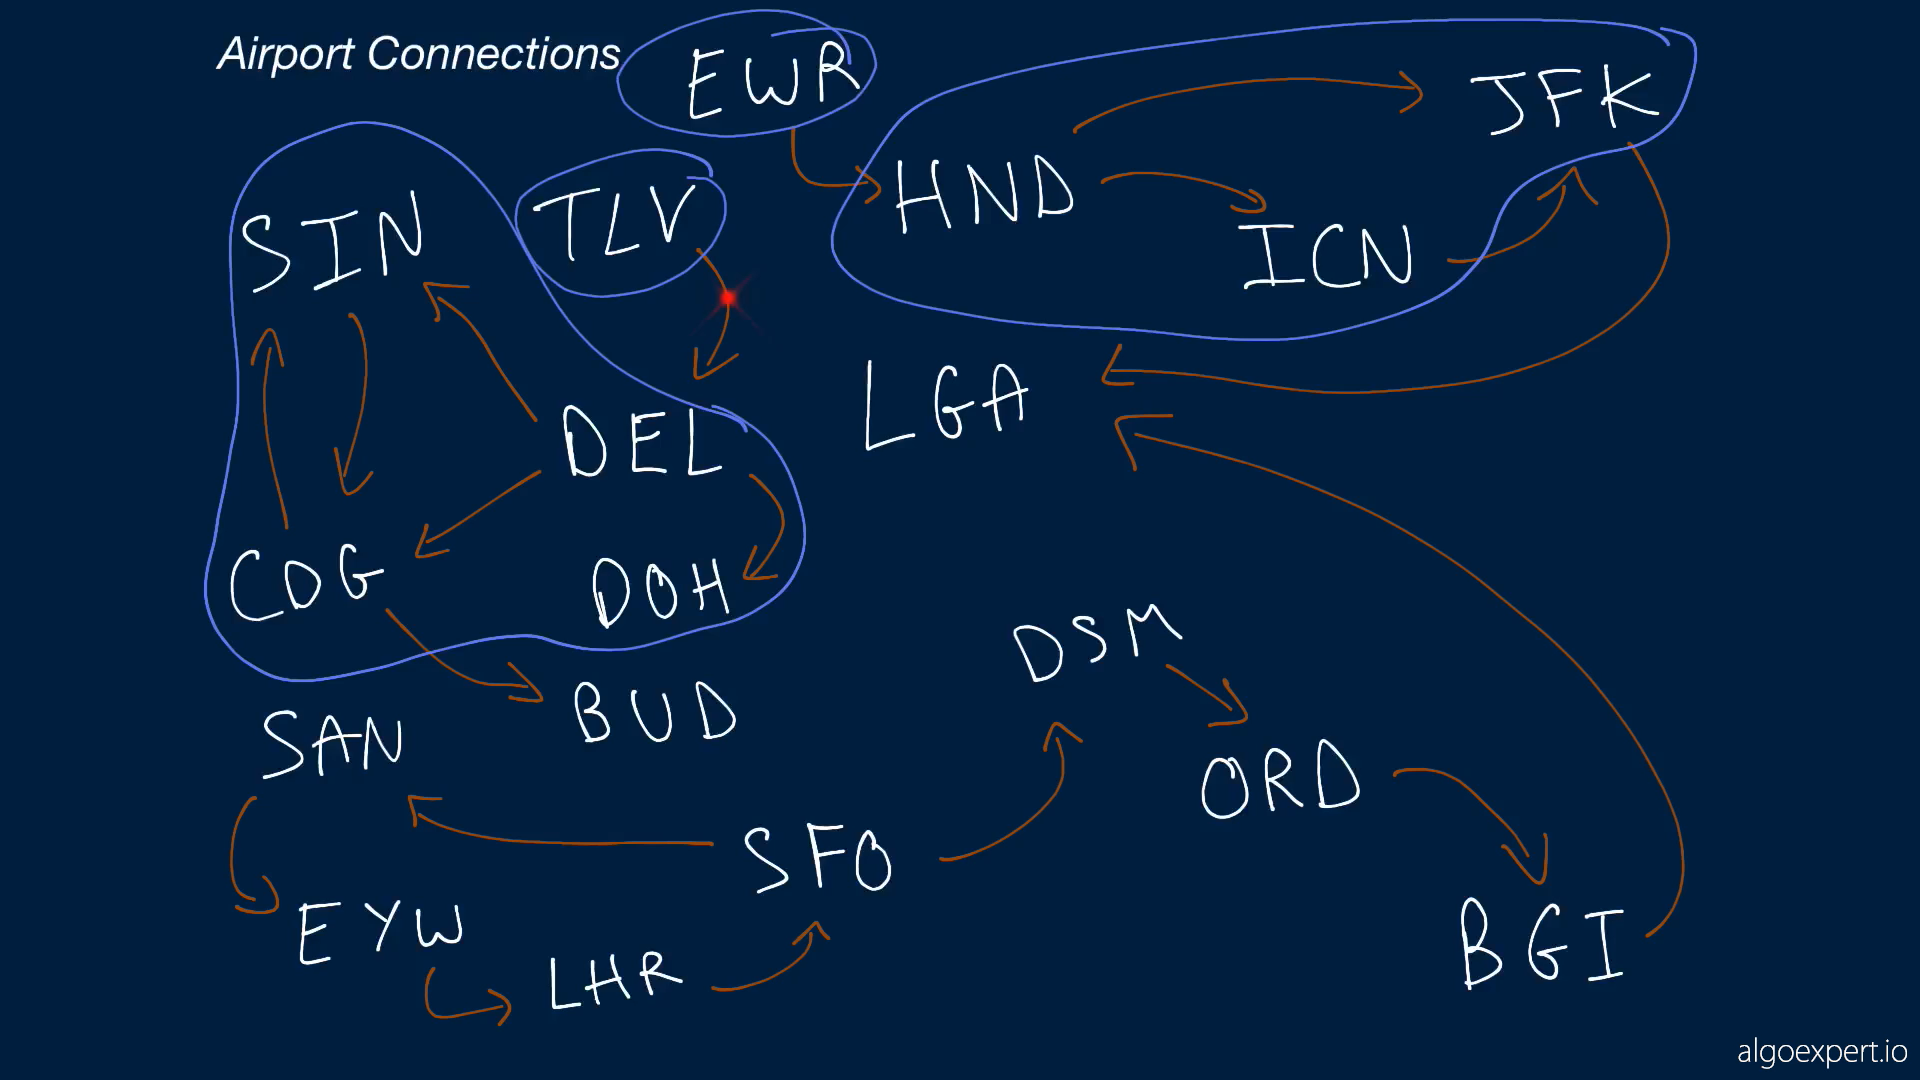 Airport Connections
EWR
JFK
HND
TLV
SIN
ICN
LGA
DEL
CDG
DOH
DSM
BUD
SAN
ORD
SFO
EYW
BGI
LHR
algoexpert.io